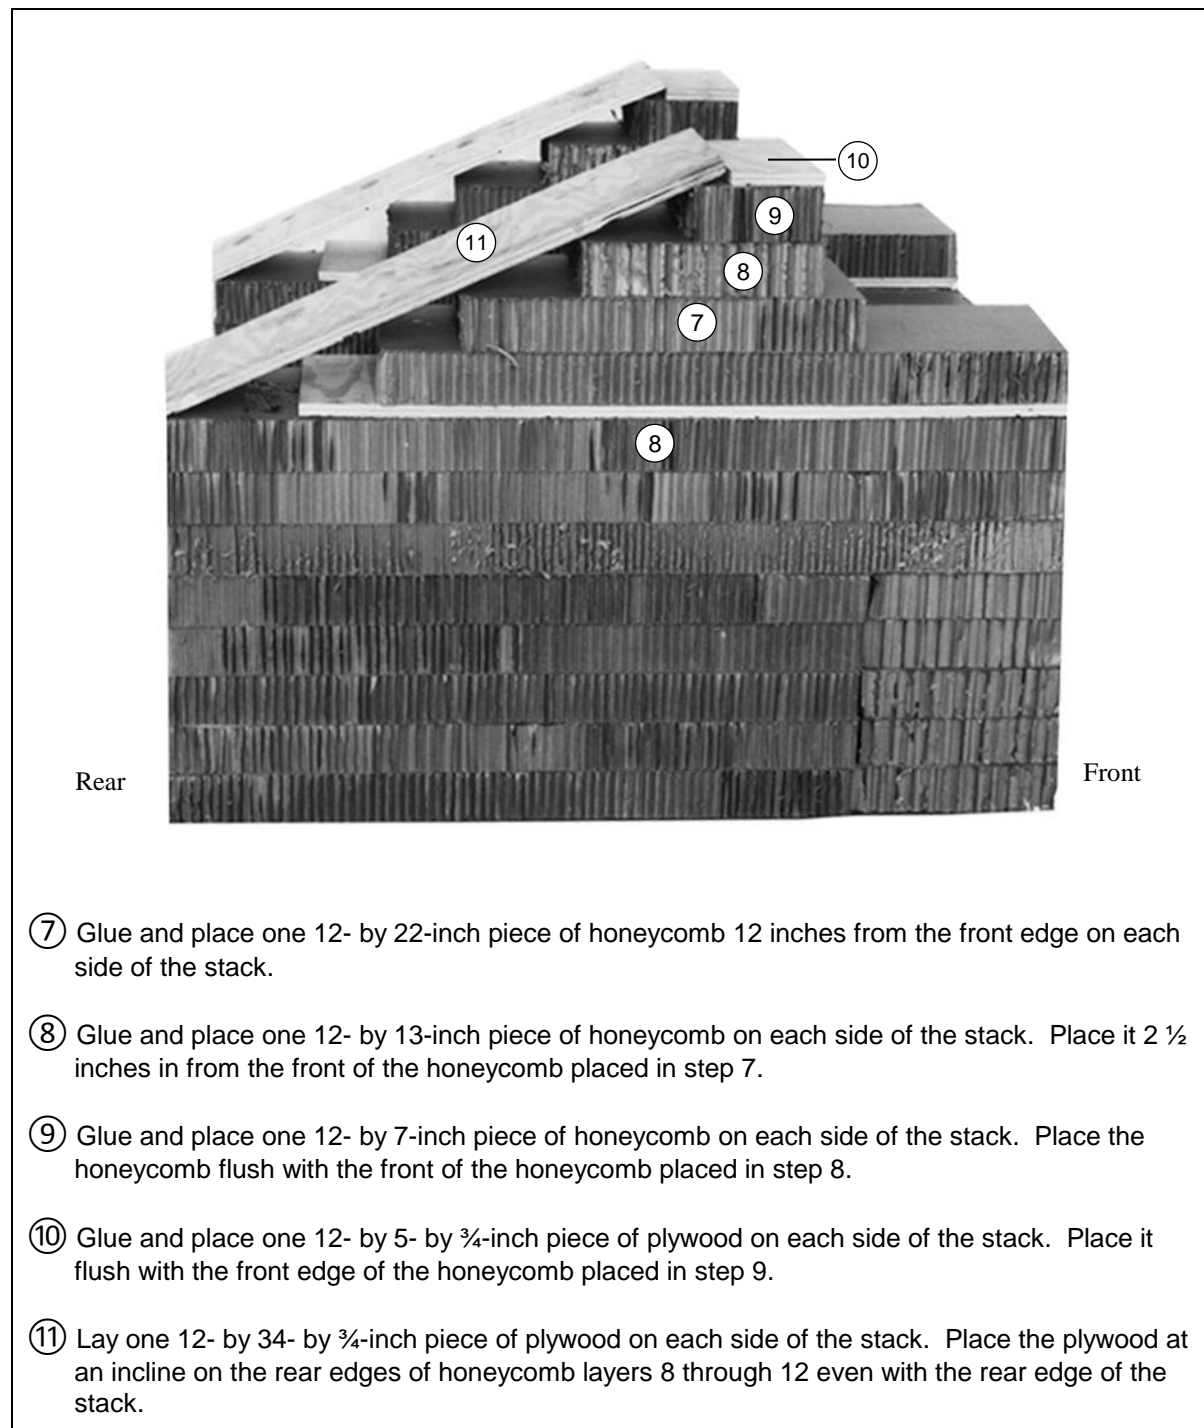 10
9
11
8
7
8
Rear
Front
7 Glue and place one 12- by 22-inch piece of honeycomb 12 inches from the front edge on each
side of the stack.
8 Glue and place one 12- by 13-inch piece of honeycomb on each side of the stack.  Place it 2 ½
inches in from the front of the honeycomb placed in step 7.
9 Glue and place one 12- by 7-inch piece of honeycomb on each side of the stack.  Place the
honeycomb flush with the front of the honeycomb placed in step 8.
10 Glue and place one 12- by 5- by ¾-inch piece of plywood on each side of the stack.  Place it
flush with the front edge of the honeycomb placed in step 9.
11 Lay one 12- by 34- by ¾-inch piece of plywood on each side of the stack.  Place the plywood at
an incline on the rear edges of honeycomb layers 8 through 12 even with the rear edge of the
stack.